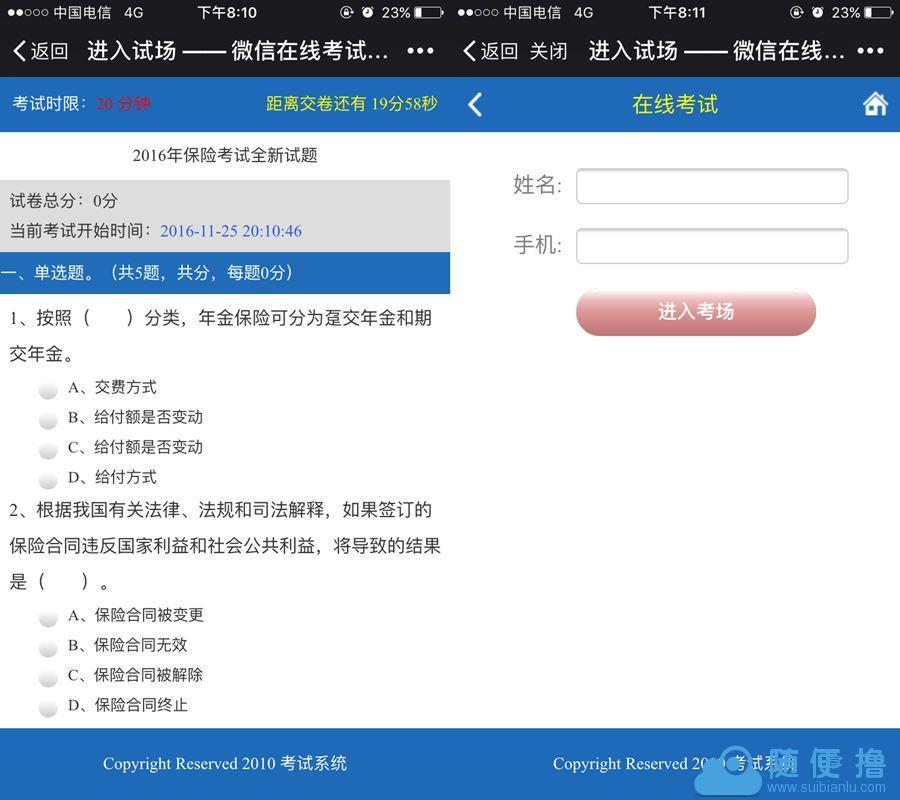 中国电信 4G 下午8:10 23%
返回 进入试场 —— 微信在线考试...
考试时限：20 分钟 距离交卷还有 19分58秒
2016年保险考试全新试题
试卷总分：0分
当前考试开始时间：2016-11-25 20:10:46
一、单选题。（共5题，共分，每题0分）
1、按照（　　）分类，年金保险可分为趸交年金和期
交年金。
A、交费方式
B、给付额是否变动
C、给付额是否变动
D、给付方式
2、根据我国有关法律、法规和司法解释，如果签订的
保险合同违反国家利益和社会公共利益，将导致的结果
是（　　）。
A、保险合同被变更
B、保险合同无效
C、保险合同被解除
D、保险合同终止
Copyright Reserved 2010 考试系统
中国电信 4G 下午8:11 23%
返回 关闭 进入试场 —— 微信在线...
在线考试
姓名:
手机:
进入考场
Copyright Reserved 2010 考试系统
随便撸
www.suibianlu.com